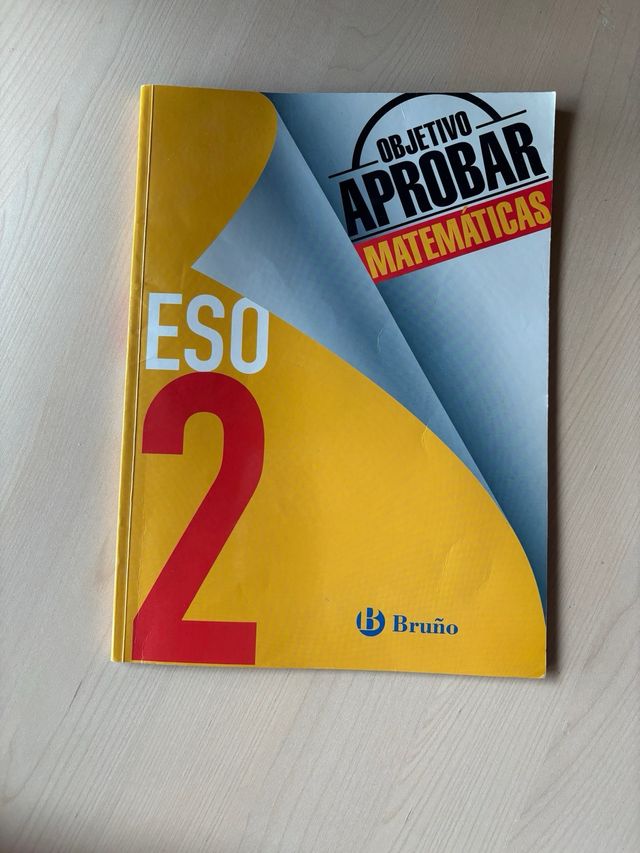 OBJETIVO
APROBAR
MATEMÁTICAS
ESO
2
B Bruño